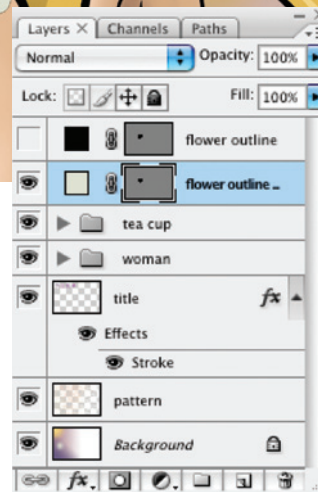 Layers × Channels Paths
Normal Opacity: 100%
Lock: Fill: 100%
flower outline
flower outline ...
tea cup
woman
title fx
Effects
Stroke
pattern
Background
fx.